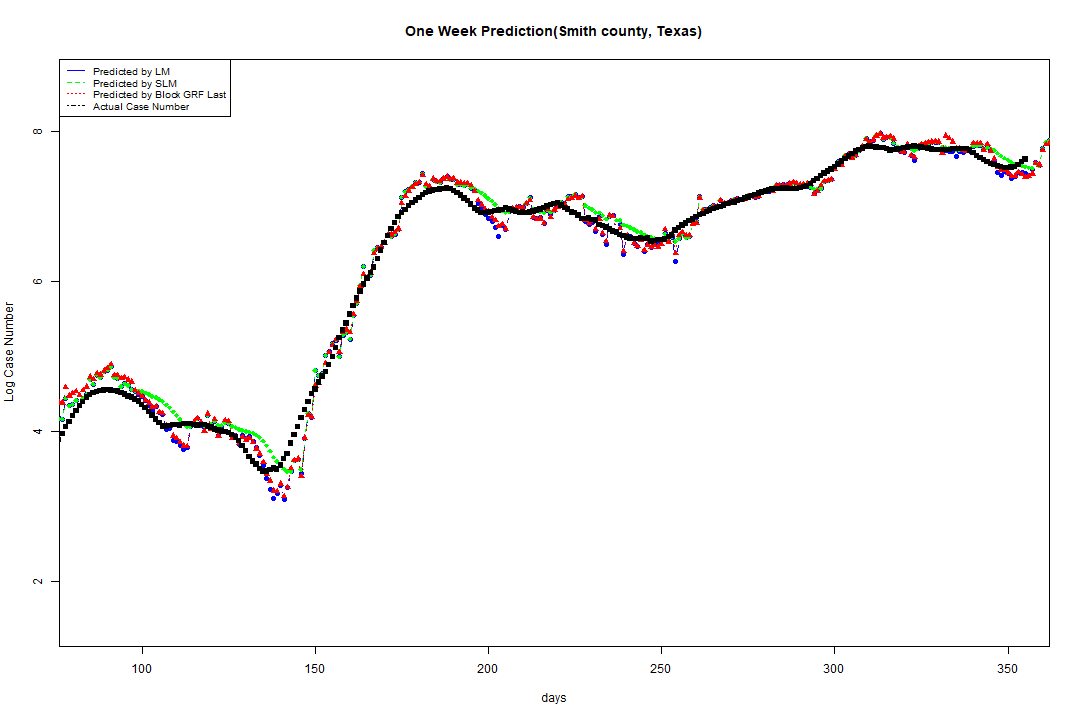 One Week Prediction(Smith county, Texas)
Predicted by LM
Predicted by SLM
Predicted by Block GRF Last
Actual Case Number
8
6
4
2
Log Case Number
100 150 200 250 300 350
days